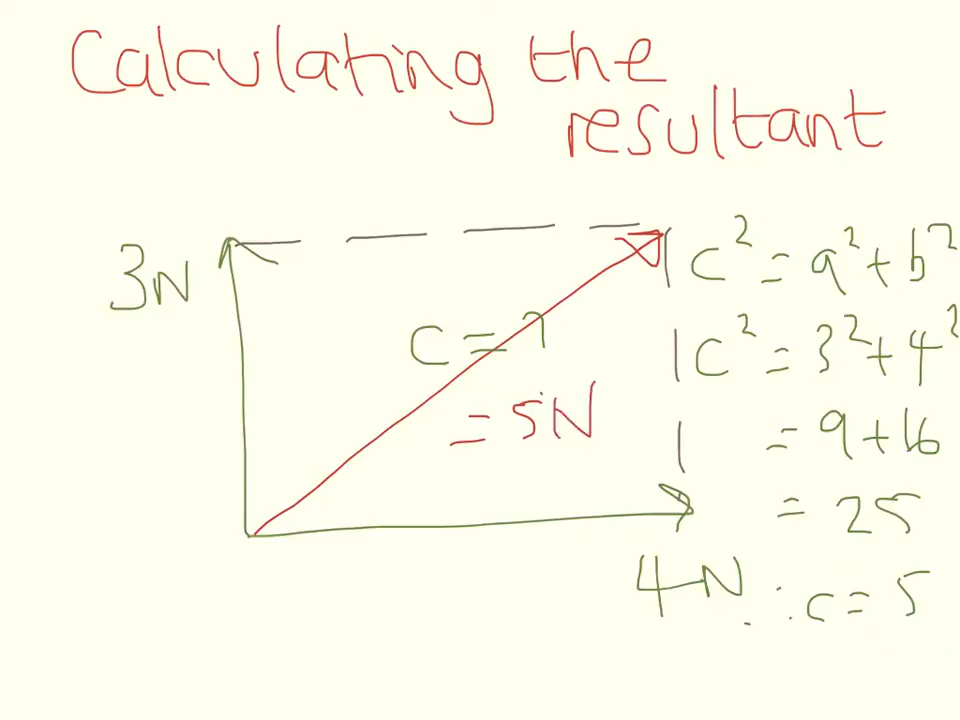 Calculating the
resultant
3N
c = ?
= 5N
4N
c² = a² + b²
c² = 3² + 4²
= 9 + 16
= 25
∴ c = 5